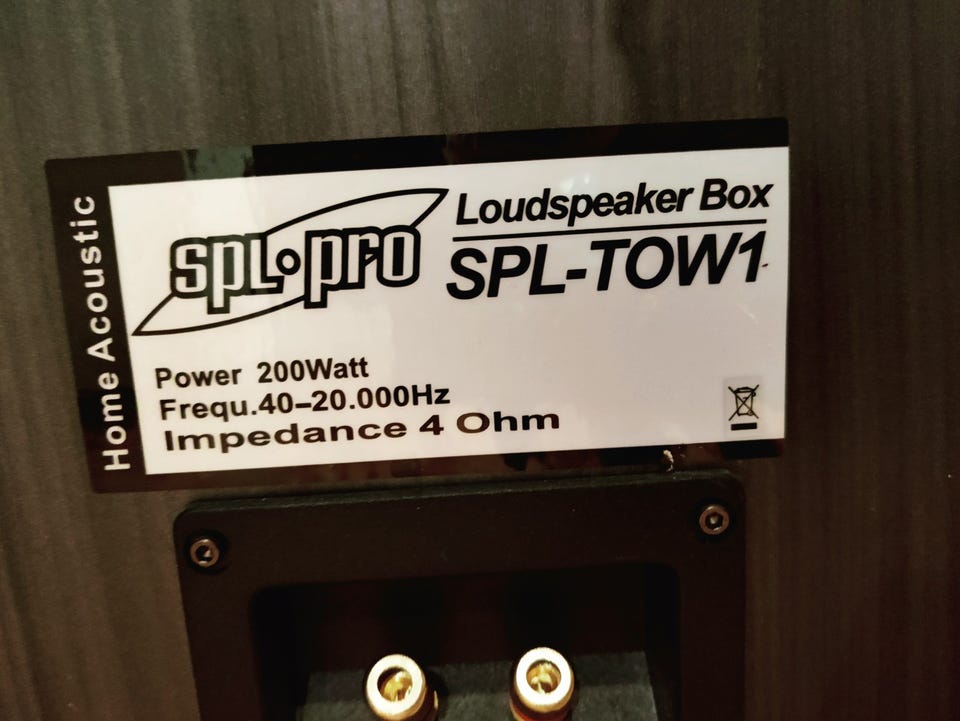 Home Acoustic
SPL·PRO
Loudspeaker Box
SPL-TOW1
Power 200Watt
Frequ.40–20.000Hz
Impedance 4 Ohm